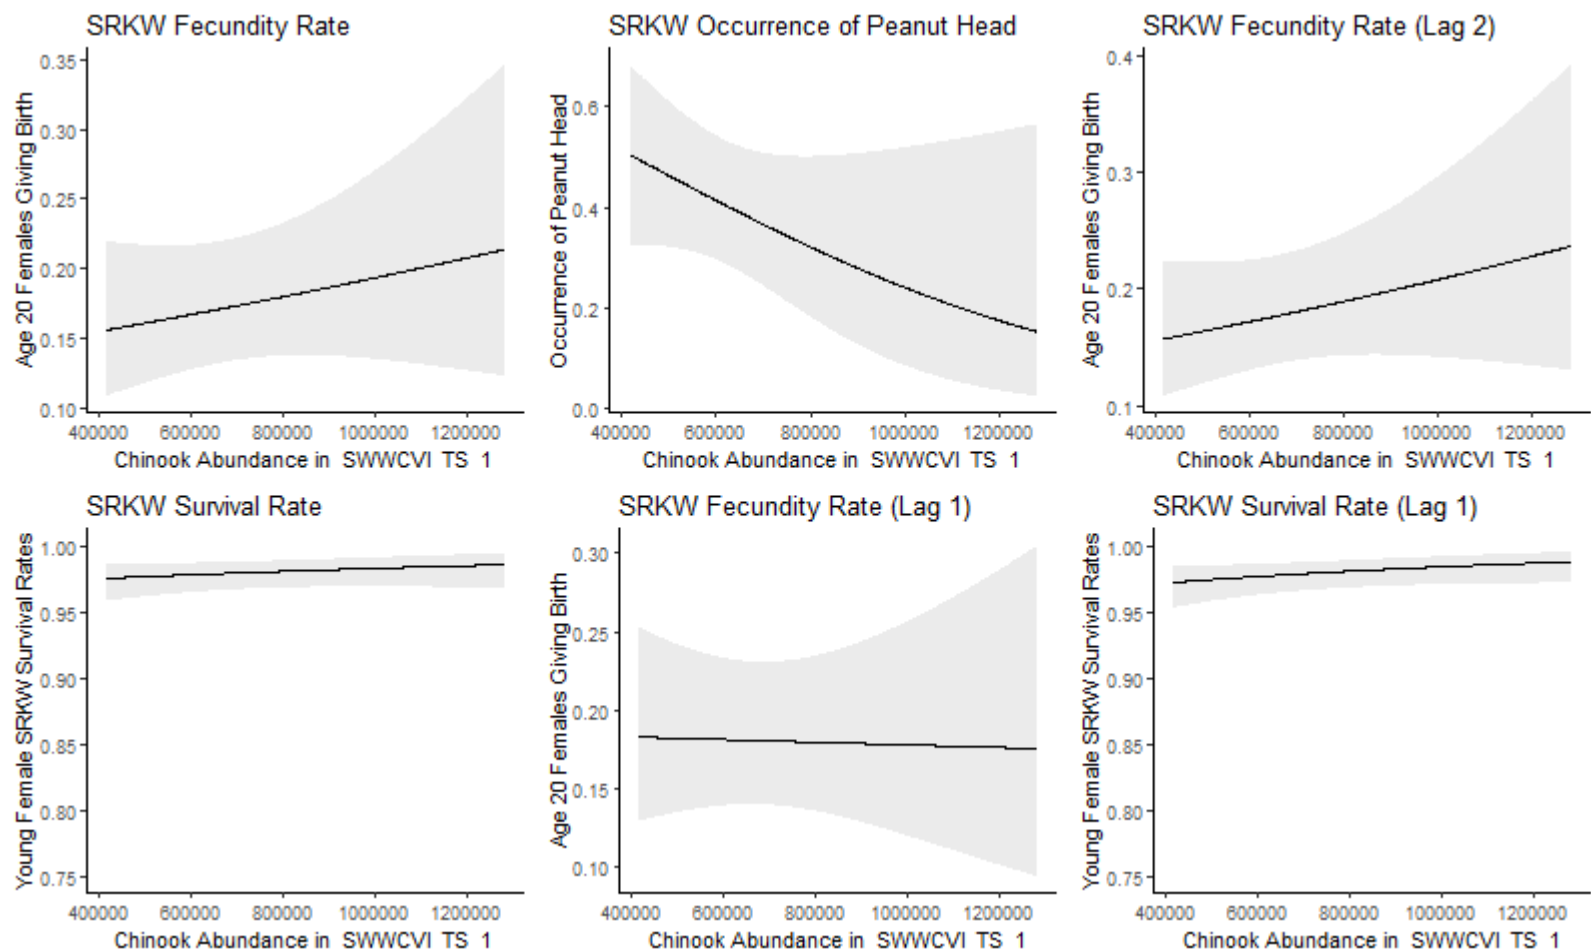 SRKW Fecundity Rate
Age 20 Females Giving Birth
0.35
0.30
0.25
0.20
0.15
0.10
400000 600000 800000 1000000 1200000
Chinook Abundance in SWWCVI TS 1
SRKW Occurrence of Peanut Head
Occurrence of Peanut Head
0.6
0.4
0.2
0.0
400000 600000 800000 1000000 1200000
Chinook Abundance in SWWCVI TS 1
SRKW Fecundity Rate (Lag 2)
Age 20 Females Giving Birth
0.4
0.3
0.2
0.1
400000 600000 800000 1000000 1200000
Chinook Abundance in SWWCVI TS 1
SRKW Survival Rate
Young Female SRKW Survival Rates
1.00
0.95
0.90
0.85
0.80
0.75
400000 600000 800000 1000000 1200000
Chinook Abundance in SWWCVI TS 1
SRKW Fecundity Rate (Lag 1)
Age 20 Females Giving Birth
0.30
0.25
0.20
0.15
0.10
400000 600000 800000 1000000 1200000
Chinook Abundance in SWWCVI TS 1
SRKW Survival Rate (Lag 1)
Young Female SRKW Survival Rates
1.00
0.95
0.90
0.85
0.80
0.75
400000 600000 800000 1000000 1200000
Chinook Abundance in SWWCVI TS 1